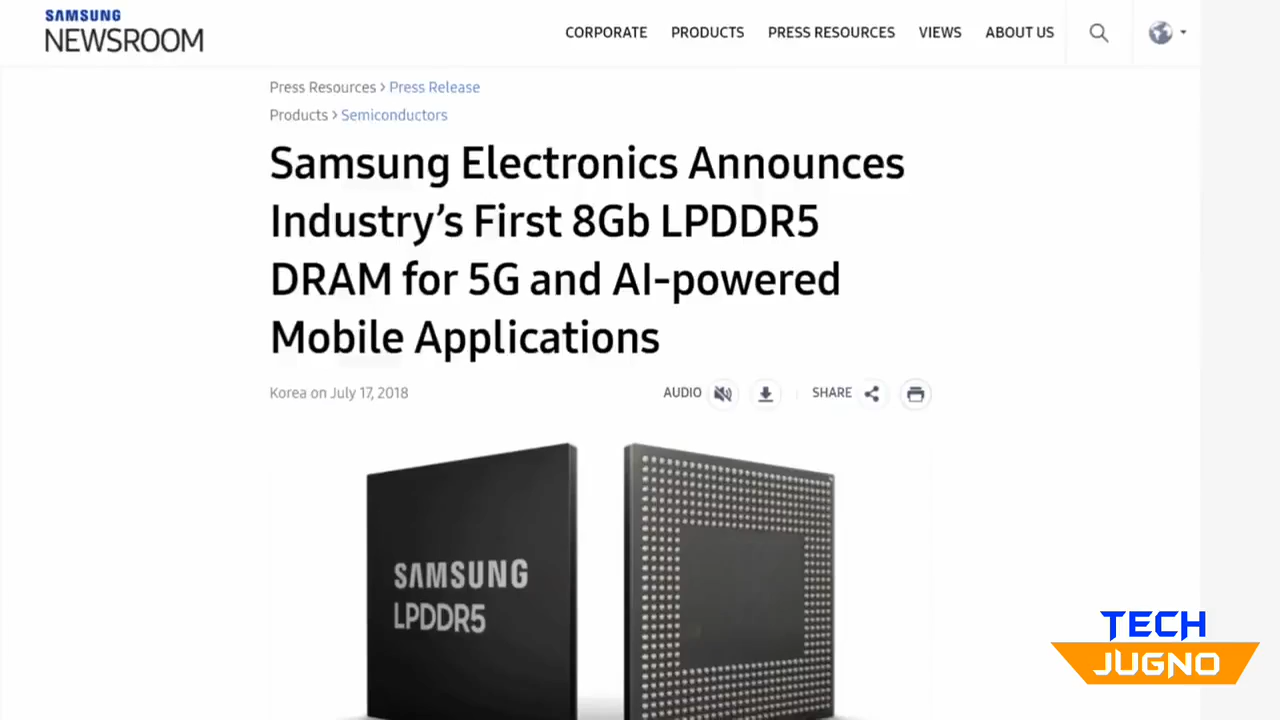 SAMSUNG
NEWSROOM
CORPORATE PRODUCTS PRESS RESOURCES VIEWS ABOUT US
Press Resources > Press Release
Products > Semiconductors
Samsung Electronics Announces
Industry’s First 8Gb LPDDR5
DRAM for 5G and AI-powered
Mobile Applications
Korea on July 17, 2018
AUDIO SHARE
SAMSUNG
LPDDR5
TECH
JUGNO